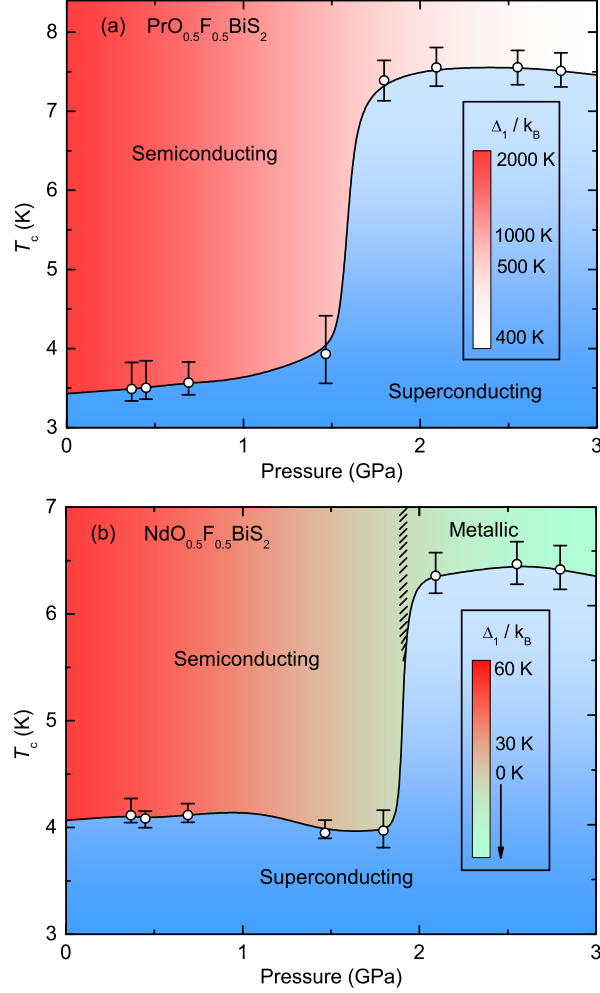 (a) PrO0.5F0.5BiS2
8
7
6
5
4
3
Tc (K)
Semiconducting
Δ1 / kB
2000 K
1000 K
500 K
400 K
Superconducting
0 1 2 3
Pressure (GPa)
(b) NdO0.5F0.5BiS2
7
6
5
4
3
Tc (K)
Metallic
Semiconducting
Δ1 / kB
60 K
30 K
0 K
Superconducting
0 1 2 3
Pressure (GPa)